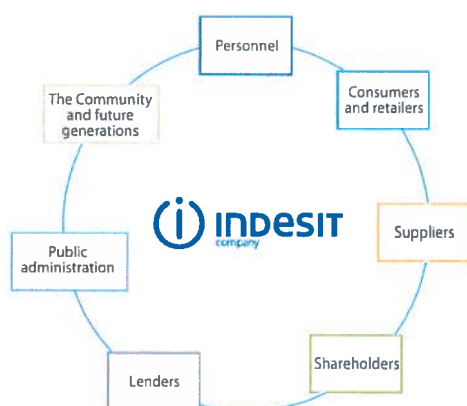 Personnel
Consumers
and retailers
Suppliers
Shareholders
Lenders
Public
administration
The Community
and future
generations
indesit
company